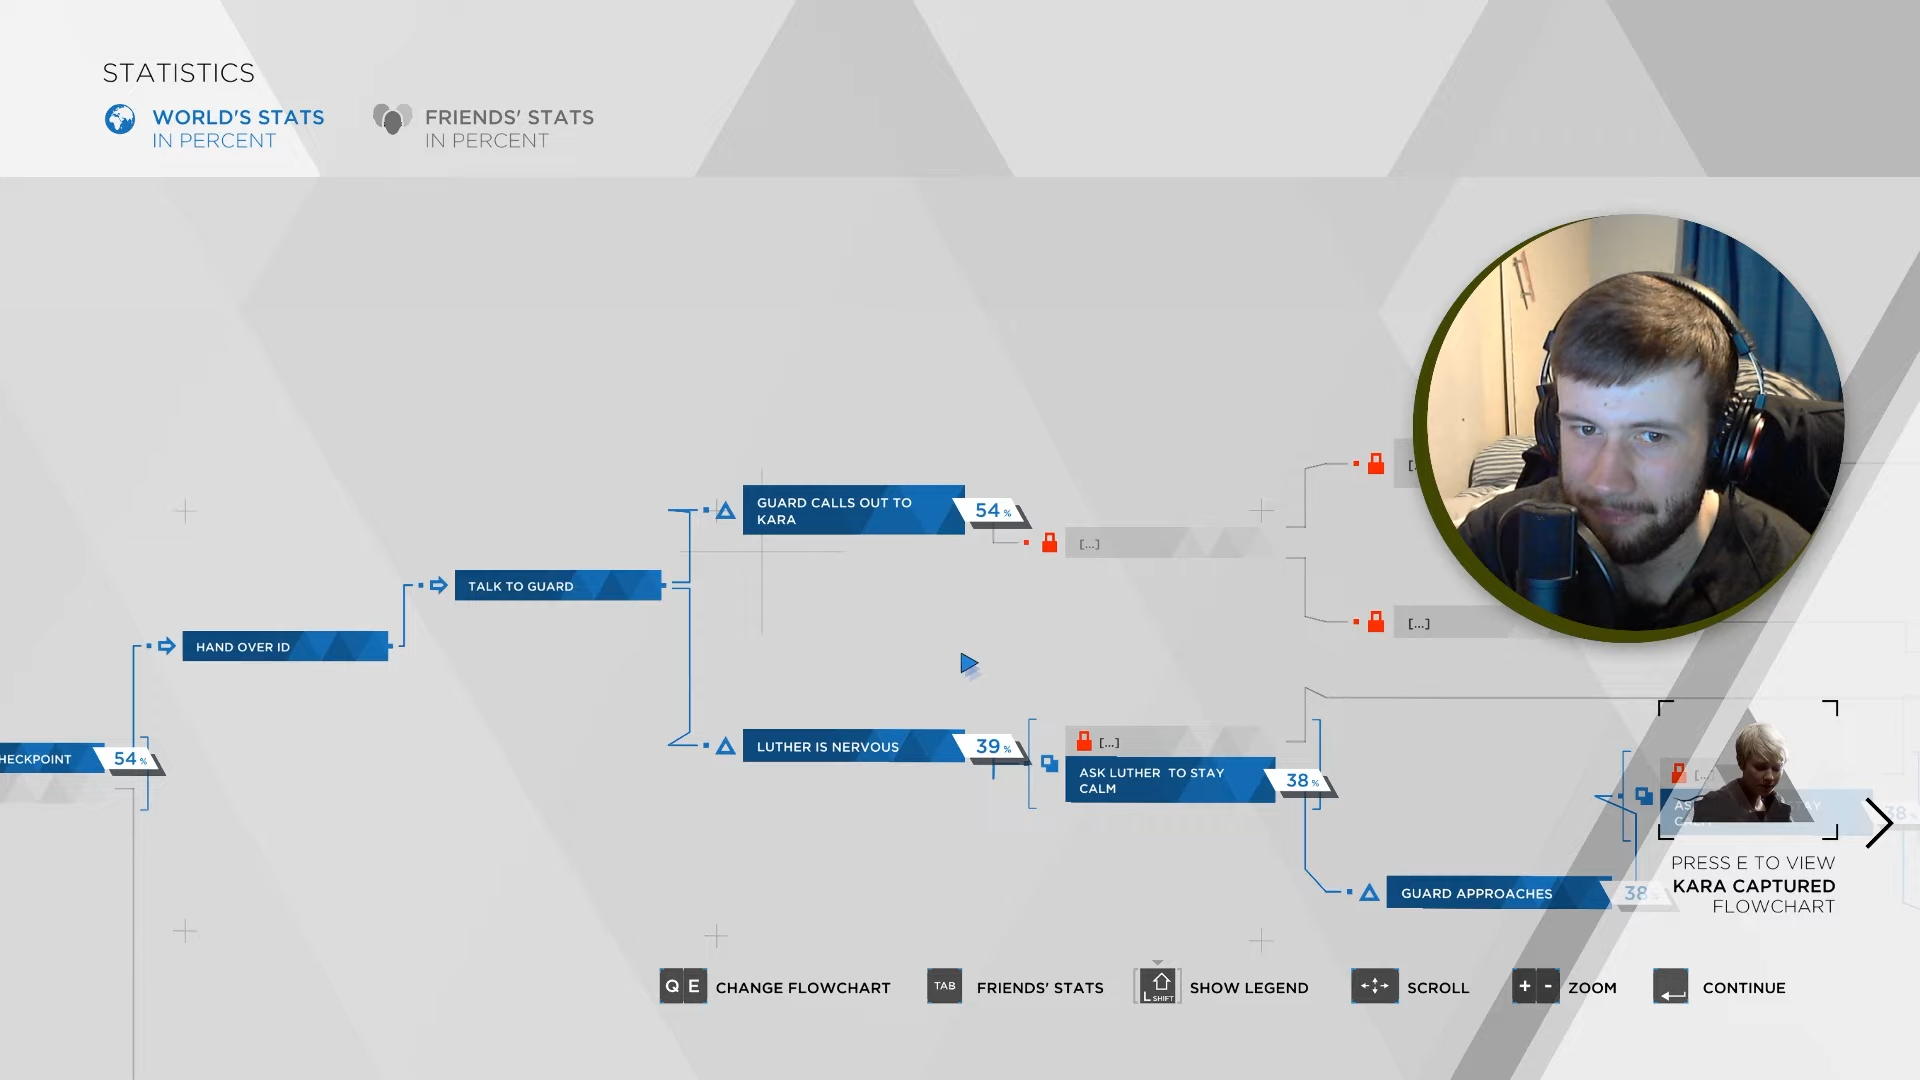 STATISTICS
WORLD'S STATS
IN PERCENT
FRIENDS' STATS
IN PERCENT
GUARD CALLS OUT TO
KARA
54%
[...]
[...]
TALK TO GUARD
HAND OVER ID
HECKPOINT
54%
LUTHER IS NERVOUS
39%
[...]
ASK LUTHER TO STAY
CALM
38%
GUARD APPROACHES
38
PRESS E TO VIEW
KARA CAPTURED
FLOWCHART
Q E CHANGE FLOWCHART
TAB FRIENDS' STATS
L SHIFT SHOW LEGEND
SCROLL
+ - ZOOM
CONTINUE